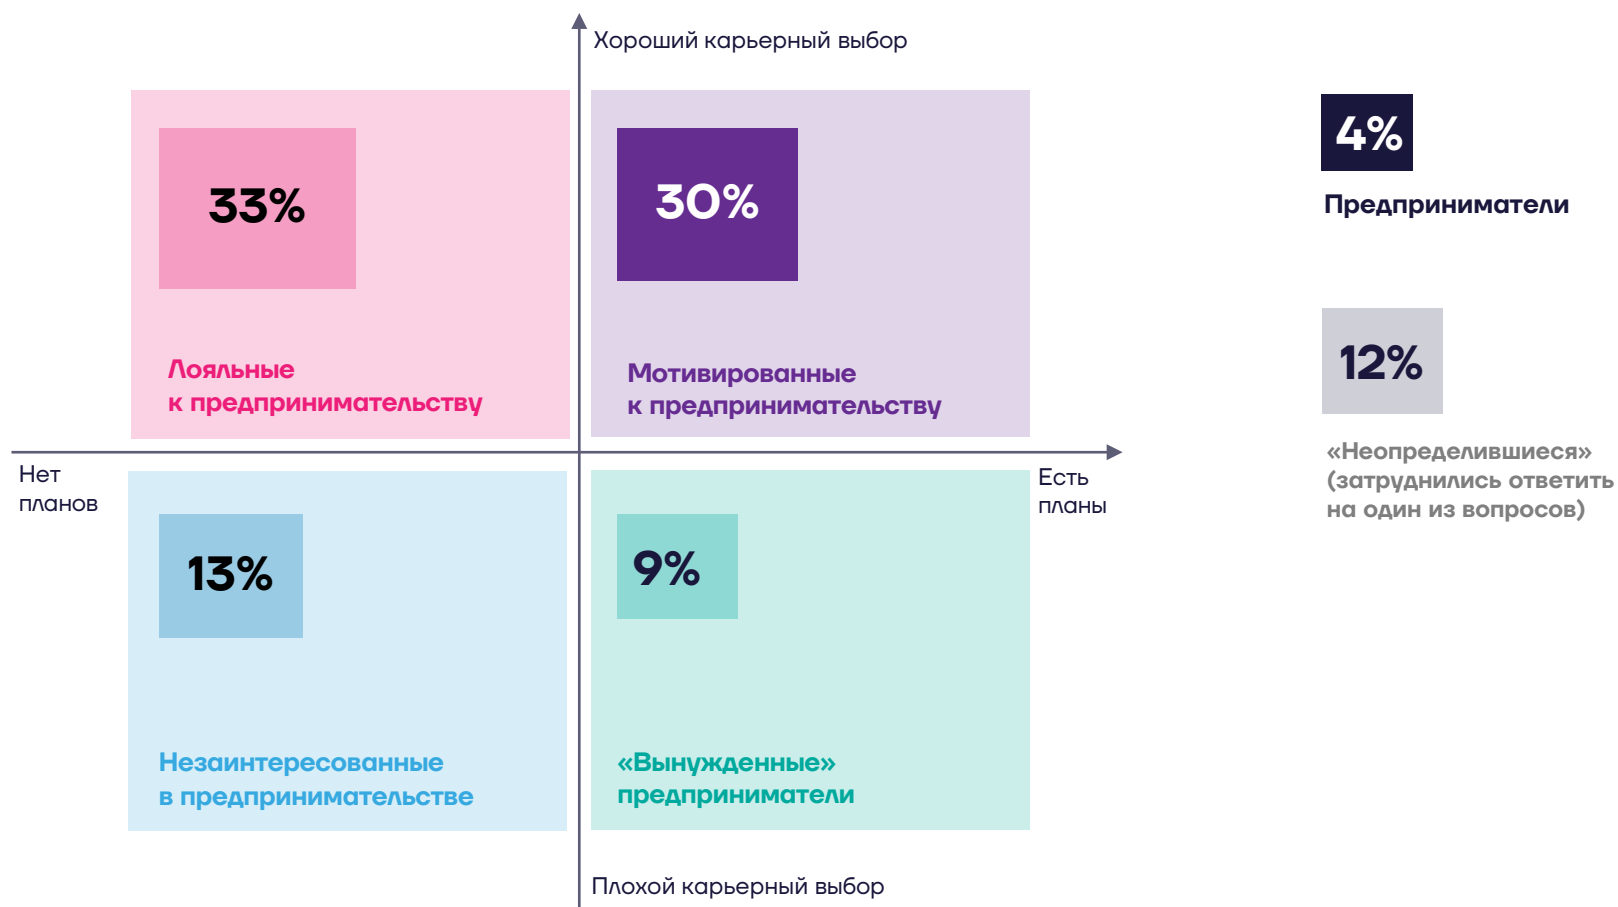 Хороший карьерный выбор
33%
Лояльные
к предпринимательству
30%
Мотивированные
к предпринимательству
4%
Предприниматели
12%
«Неопределившиеся»
(затруднились ответить
на один из вопросов)
Нет
планов
Есть
планы
13%
Незаинтересованные
в предпринимательстве
9%
«Вынужденные»
предприниматели
Плохой карьерный выбор